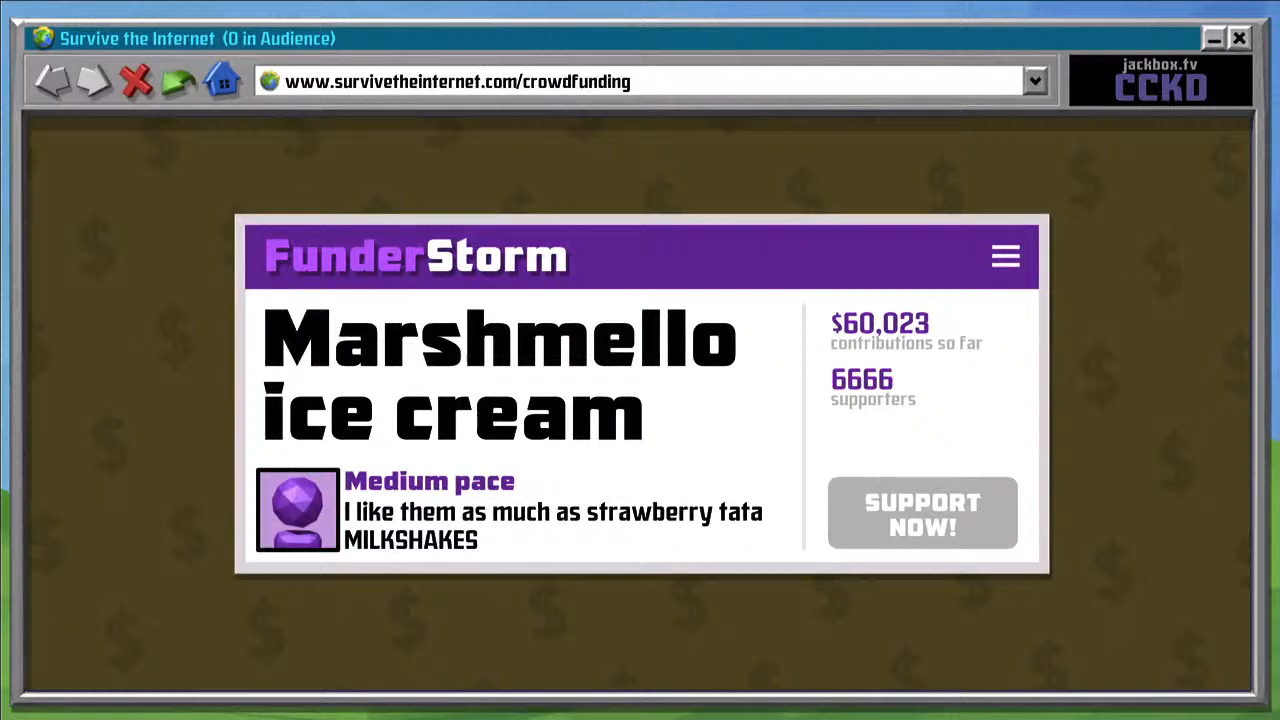 Survive the Internet (0 in Audience)
www.survivetheinternet.com/crowdfunding
jackbox.tv
CCKD
FunderStorm
Marshmello
ice cream
$60,023
contributions so far
6666
supporters
Medium pace
I like them as much as strawberry tata
MILKSHAKES
SUPPORT
NOW!